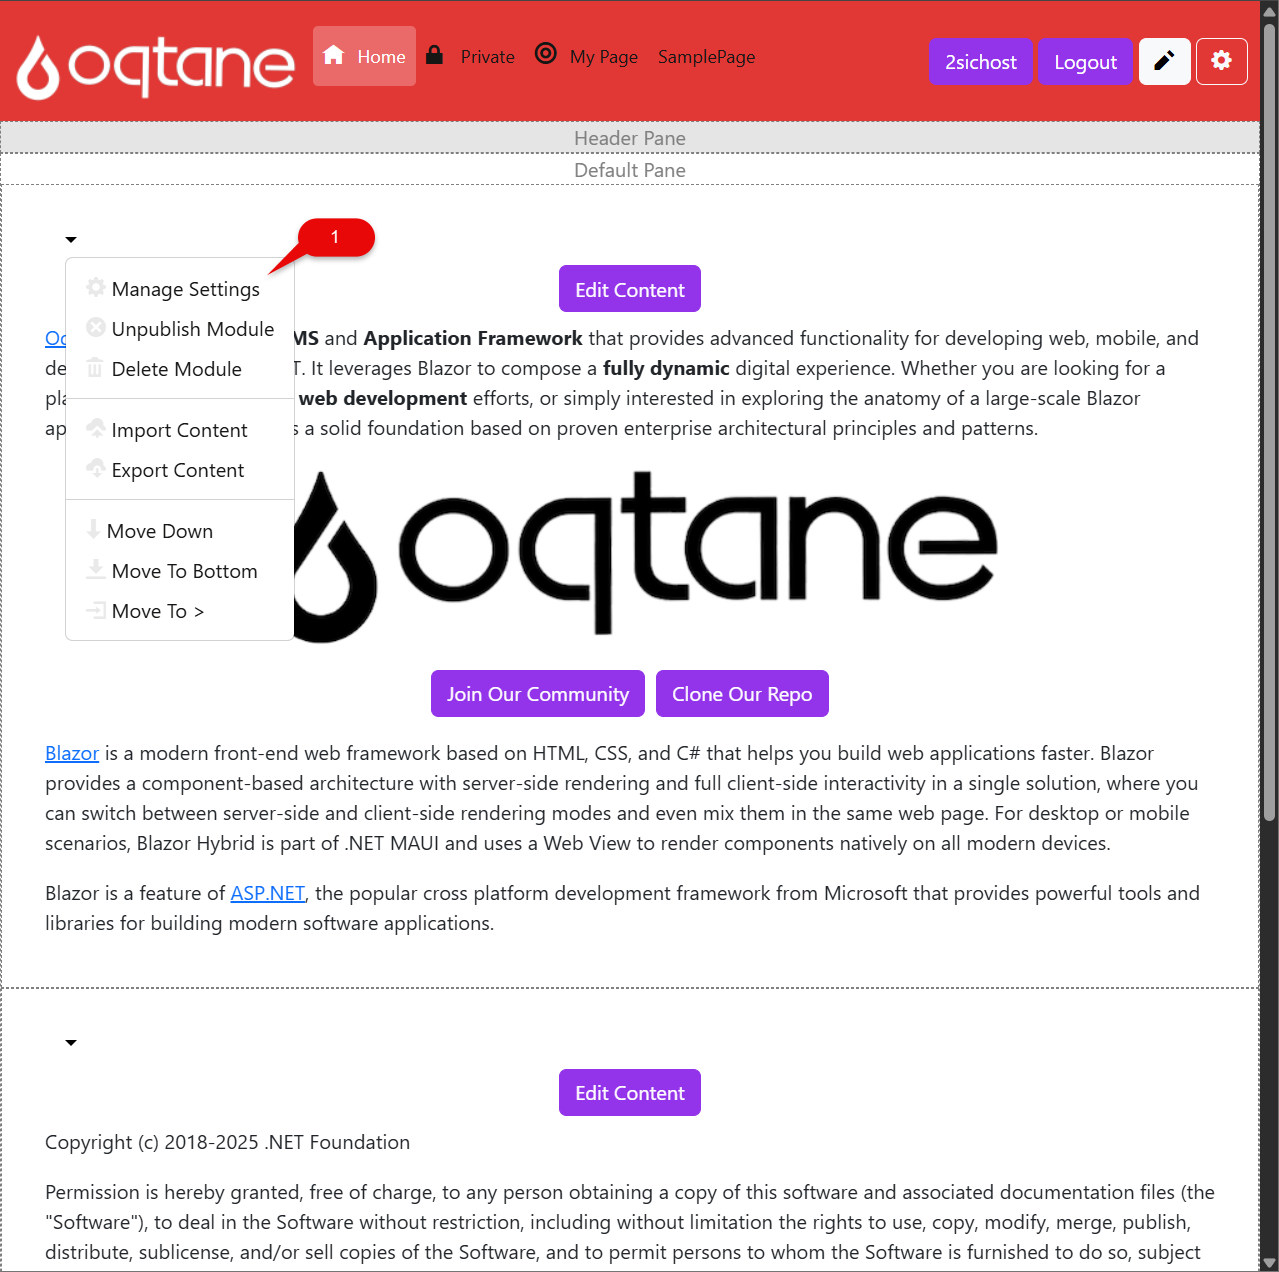 oqtane
Home
Private
My Page
SamplePage
2sichost
Logout
Header Pane
Default Pane
1
Manage Settings
Unpublish Module
Delete Module
Import Content
Export Content
Move Down
Move To Bottom
Move To >
Edit Content
MS and Application Framework that provides advanced functionality for developing web, mobile, and
T. It leverages Blazor to compose a fully dynamic digital experience. Whether you are looking for a
web development efforts, or simply interested in exploring the anatomy of a large-scale Blazor
s a solid foundation based on proven enterprise architectural principles and patterns.
oqtane
Join Our Community
Clone Our Repo
Blazor is a modern front-end web framework based on HTML, CSS, and C# that helps you build web applications faster. Blazor
provides a component-based architecture with server-side rendering and full client-side interactivity in a single solution, where you
can switch between server-side and client-side rendering modes and even mix them in the same web page. For desktop or mobile
scenarios, Blazor Hybrid is part of .NET MAUI and uses a Web View to render components natively on all modern devices.
Blazor is a feature of ASP.NET, the popular cross platform development framework from Microsoft that provides powerful tools and
libraries for building modern software applications.
Edit Content
Copyright (c) 2018-2025 .NET Foundation
Permission is hereby granted, free of charge, to any person obtaining a copy of this software and associated documentation files (the
"Software"), to deal in the Software without restriction, including without limitation the rights to use, copy, modify, merge, publish,
distribute, sublicense, and/or sell copies of the Software, and to permit persons to whom the Software is furnished to do so, subject